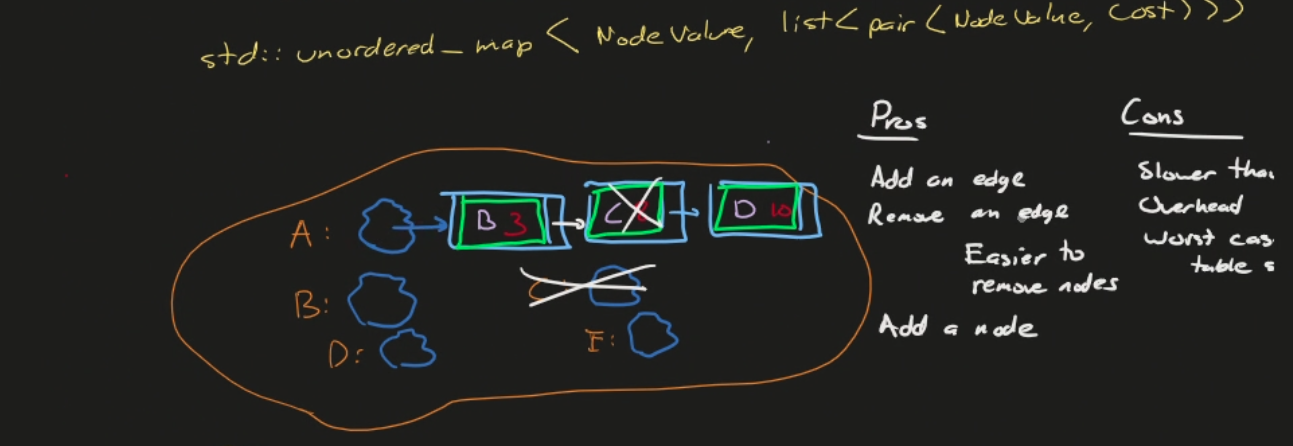 std::unordered_map < NodeValue, list<pair<NodeValue, Cost>>>
Pros
Add an edge
Remove an edge
Easier to
remove nodes
Add a node
Cons
Slower than
Overhead
Worst cas
table s
A:
B 3
C
D 10
B:
D:
F: